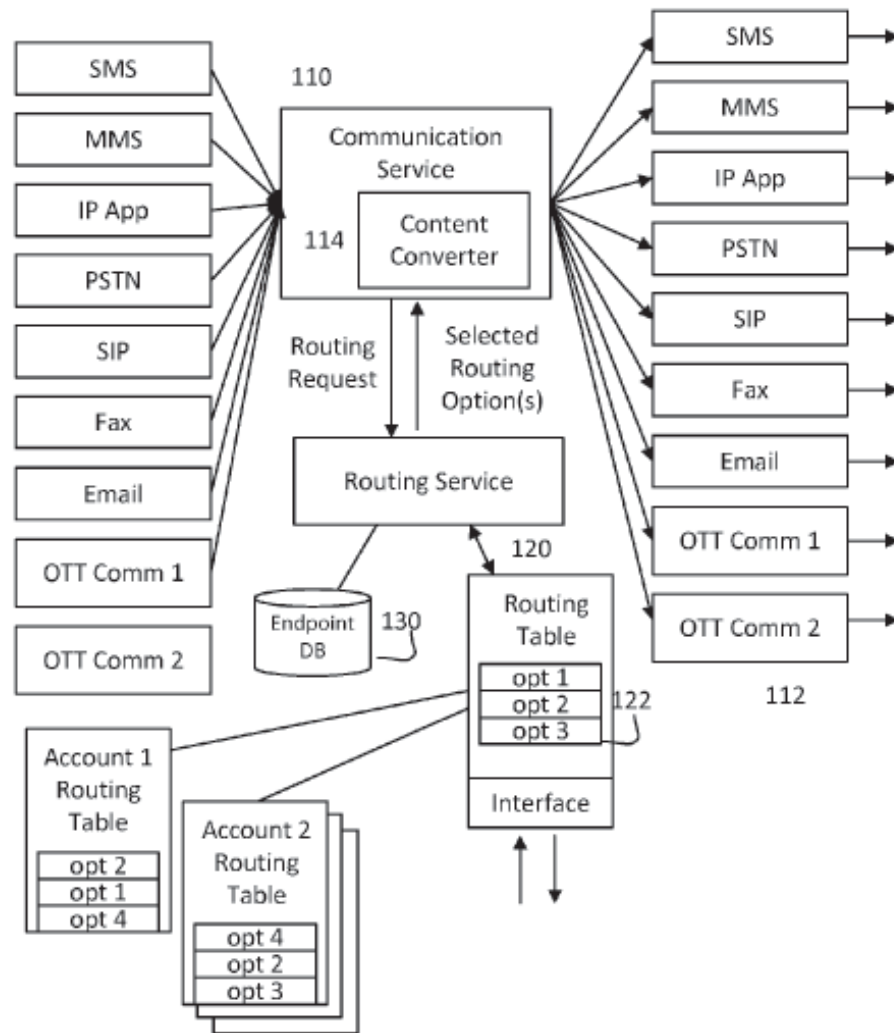 SMS
MMS
IP App
PSTN
SIP
Fax
Email
OTT Comm 1
OTT Comm 2
110
Communication
Service
114
Content
Converter
Routing
Request
Selected
Routing
Option(s)
Routing Service
120
Endpoint
DB
130
Routing
Table
opt 1
opt 2
opt 3
122
Interface
Account 1
Routing
Table
opt 2
opt 1
opt 4
Account 2
Routing
Table
opt 4
opt 2
opt 3
SMS
MMS
IP App
PSTN
SIP
Fax
Email
OTT Comm 1
OTT Comm 2
112